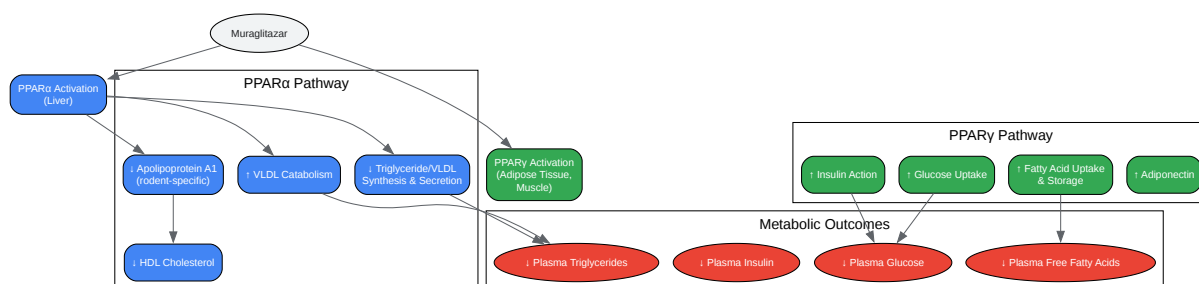 Muraglitazar
PPARα Activation
(Liver)
PPARα Pathway
PPARγ Pathway
↓ Apolipoprotein A1
(rodent-specific)
↑ VLDL Catabolism
↓ Triglyceride/VLDL
Synthesis & Secretion
PPARγ Activation
(Adipose Tissue,
Muscle)
↑ Insulin Action
↑ Glucose Uptake
↑ Fatty Acid Uptake
& Storage
↑ Adiponectin
Metabolic Outcomes
↓ HDL Cholesterol
↓ Plasma Triglycerides
↓ Plasma Insulin
↓ Plasma Glucose
↓ Plasma Free Fatty Acids